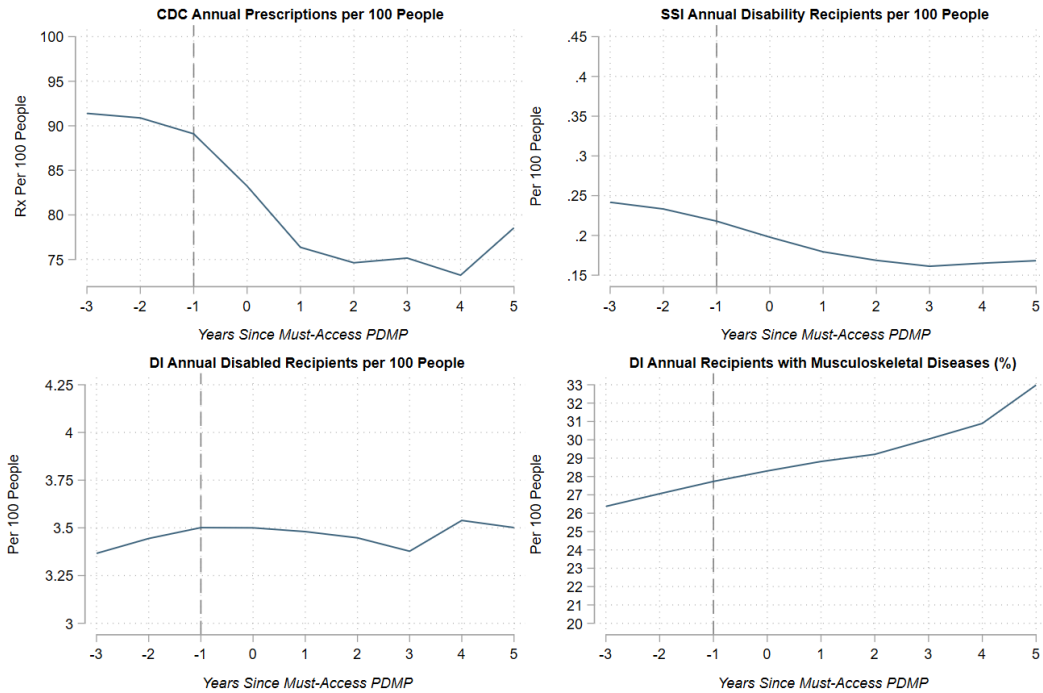 CDC Annual Prescriptions per 100 People
100
95
90
85
80
75
Rx Per 100 People
-3 -2 -1 0 1 2 3 4 5
Years Since Must-Access PDMP
SSI Annual Disability Recipients per 100 People
.45
.4
.35
.3
.25
.2
.15
Per 100 People
-3 -2 -1 0 1 2 3 4 5
Years Since Must-Access PDMP
DI Annual Disabled Recipients per 100 People
4.25
4
3.75
3.5
3.25
3
Per 100 People
-3 -2 -1 0 1 2 3 4 5
Years Since Must-Access PDMP
DI Annual Recipients with Musculoskeletal Diseases (%)
33
32
31
30
29
28
27
26
25
24
23
22
21
20
Per 100 People
-3 -2 -1 0 1 2 3 4 5
Years Since Must-Access PDMP